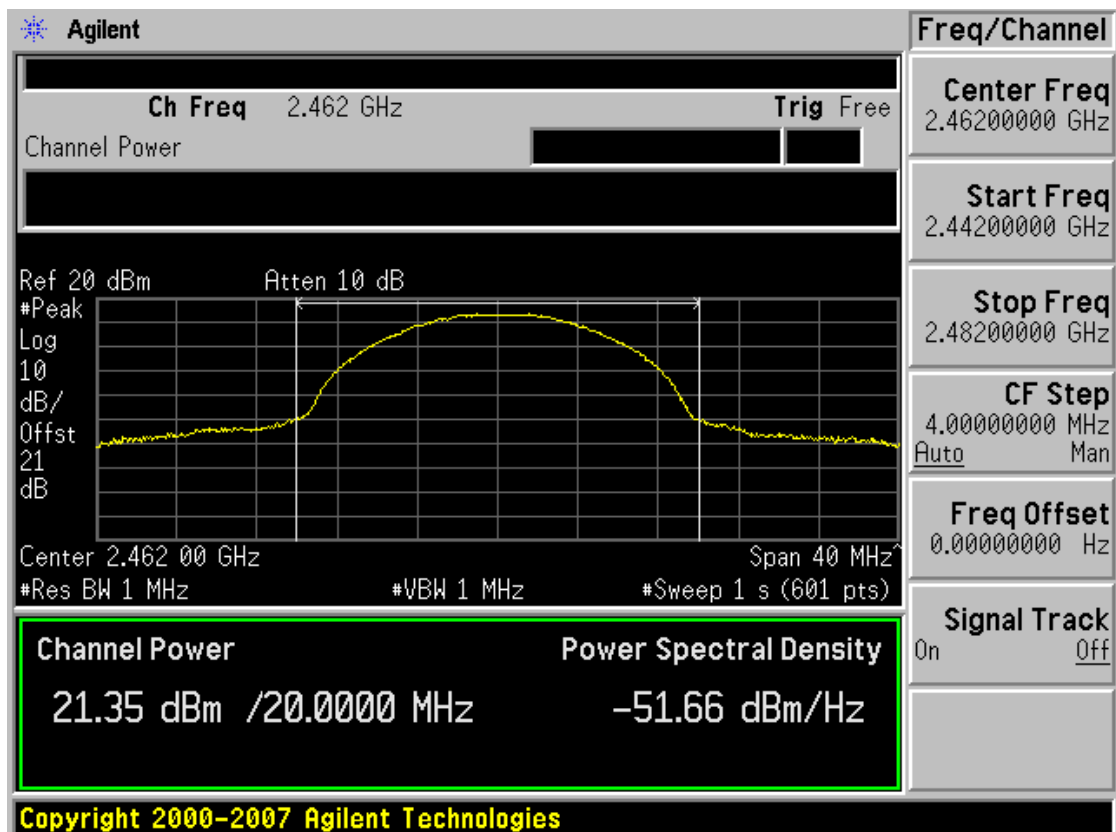 Agilent
Freq/Channel
Ch Freq 2.462 GHz Trig Free
Channel Power
Ref 20 dBm Atten 10 dB
#Peak
Log
10
dB/
Offst
21
dB
Center 2.462 00 GHz Span 40 MHz^
#Res BW 1 MHz #VBW 1 MHz #Sweep 1 s (601 pts)
Channel Power Power Spectral Density
21.35 dBm /20.0000 MHz -51.66 dBm/Hz
Center Freq
2.46200000 GHz
Start Freq
2.44200000 GHz
Stop Freq
2.48200000 GHz
CF Step
4.00000000 MHz
Auto Man
Freq Offset
0.00000000 Hz
Signal Track
On Off
Copyright 2000-2007 Agilent Technologies